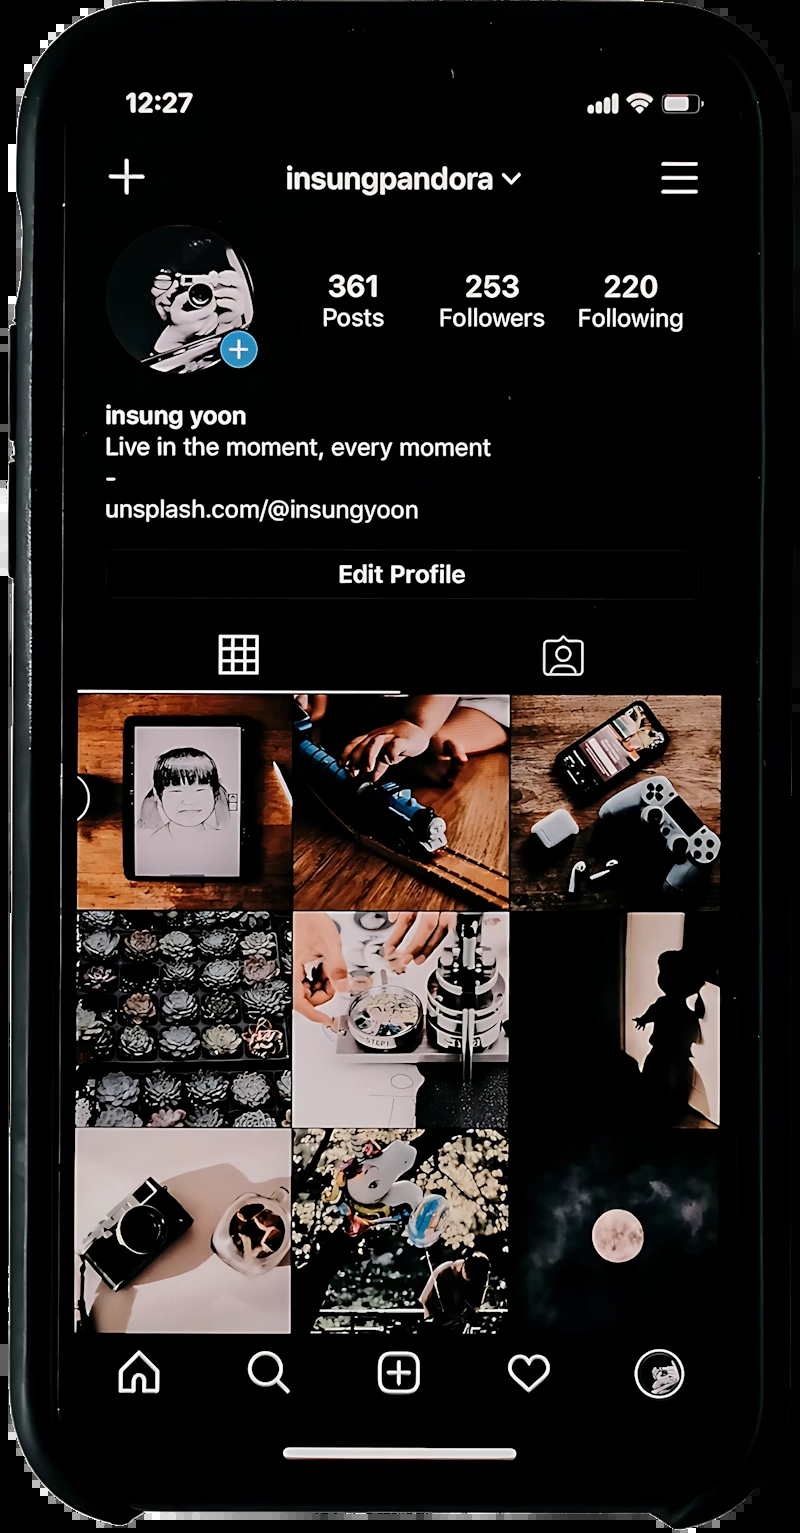 12:27
insungpandora
361 253 220
Posts Followers Following
insung yoon
Live in the moment, every moment
-
unsplash.com/@insungyoon
Edit Profile
STEP1